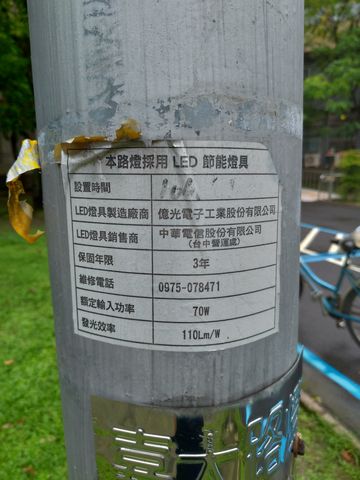 本路燈採用 LED 節能燈具
設置時間
LED燈具製造廠商 億光電子工業股份有限公司
LED燈具銷售商 中華電信股份有限公司
(台中營運處)
保固年限 3年
維修電話 0975-078471
額定輸入功率 70W
發光效率 110Lm/W